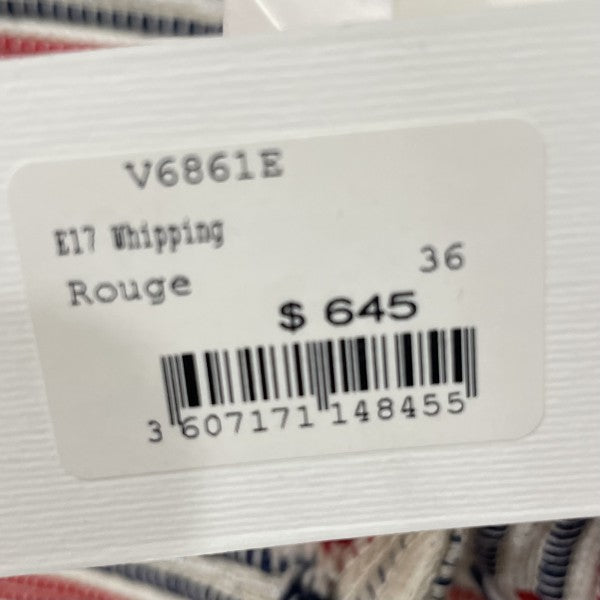 V6861E
E17 Whipping
Rouge 36
$ 645
3 607171 148455